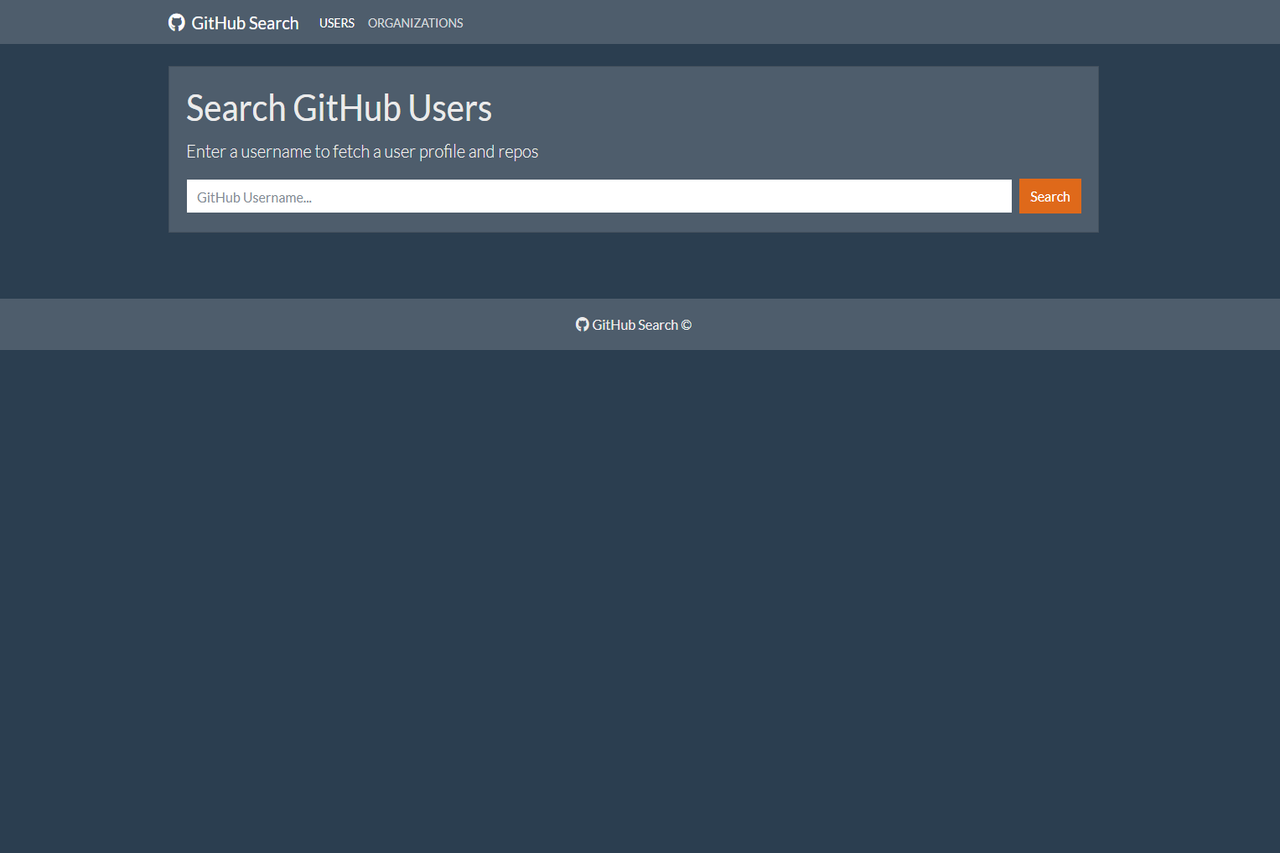 GitHub Search USERS ORGANIZATIONS
Search GitHub Users
Enter a username to fetch a user profile and repos
GitHub Username... Search
GitHub Search ©